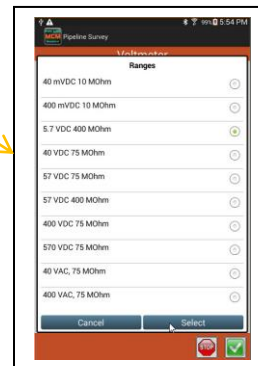 99% 5:54 PM
MCM Pipeline Survey
Voltmeter
Ranges
40 mVDC 10 MOhm
400 mVDC 10 MOhm
5.7 VDC 400 MOhm
40 VDC 75 MOhm
57 VDC 75 MOhm
57 VDC 400 MOhm
400 VDC 75 MOhm
570 VDC 75 MOhm
40 VAC, 75 MOhm
400 VAC, 75 MOhm
Cancel Select
STOP